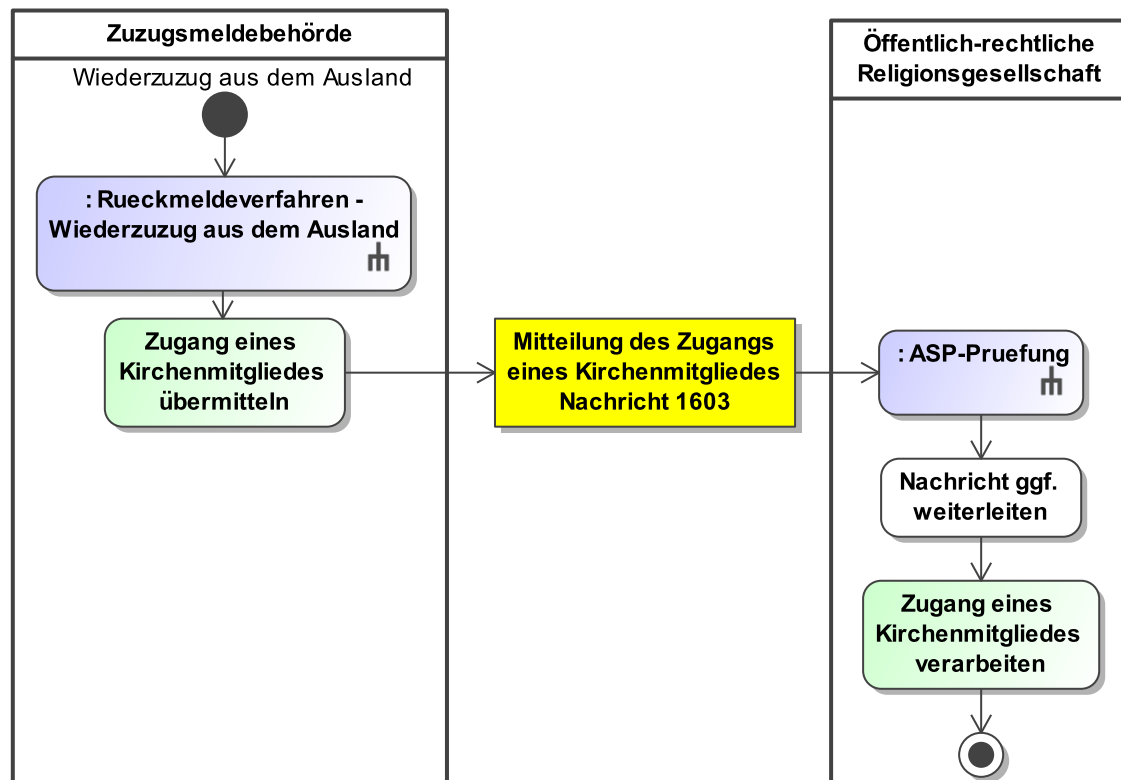 Zuzugsmeldebehörde
Wiederzuzug aus dem Ausland
: Rueckmeldeverfahren -
Wiederzuzug aus dem Ausland
Zugang eines
Kirchenmitgliedes
übermitteln
Mitteilung des Zugangs
eines Kirchenmitgliedes
Nachricht 1603
Öffentlich-rechtliche
Religionsgesellschaft
: ASP-Pruefung
Nachricht ggf.
weiterleiten
Zugang eines
Kirchenmitgliedes
verarbeiten